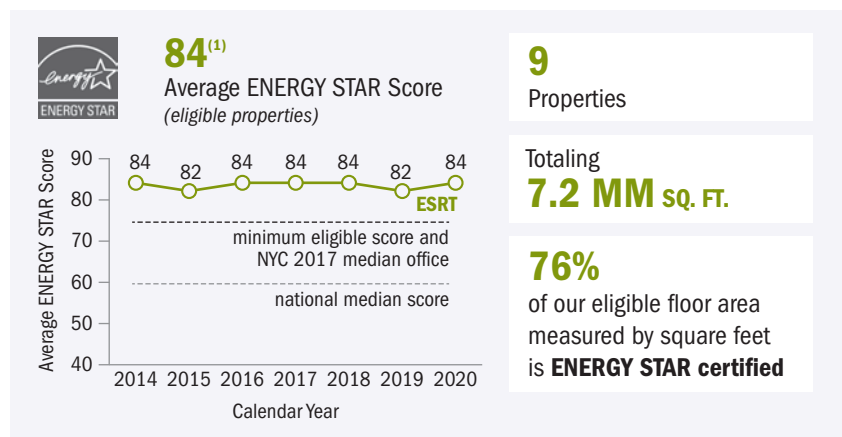 energy
ENERGY STAR
84(1)
Average ENERGY STAR Score
(eligible properties)
Average ENERGY STAR Score
90
80
70
60
50
40
84
82
84
84
84
82
84
ESRT
minimum eligible score and
NYC 2017 median office
national median score
2014 2015 2016 2017 2018 2019 2020
Calendar Year
9
Properties
Totaling
7.2 MM SQ. FT.
76%
of our eligible floor area
measured by square feet
is ENERGY STAR certified